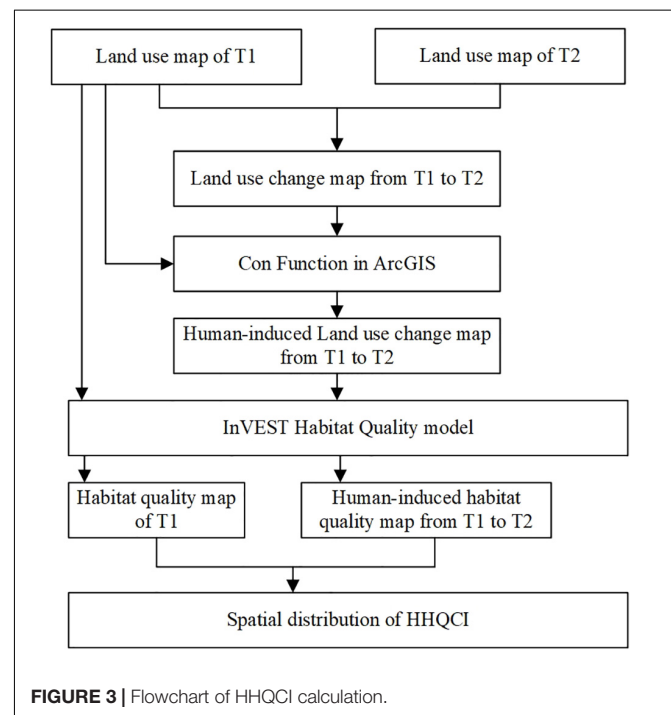 Land use map of T1
Land use map of T2
Land use change map from T1 to T2
Con Function in ArcGIS
Human-induced Land use change map
from T1 to T2
InVEST Habitat Quality model
Habitat quality map
of T1
Human-induced habitat
quality map from T1 to T2
Spatial distribution of HHQCI
FIGURE 3 | Flowchart of HHQCI calculation.